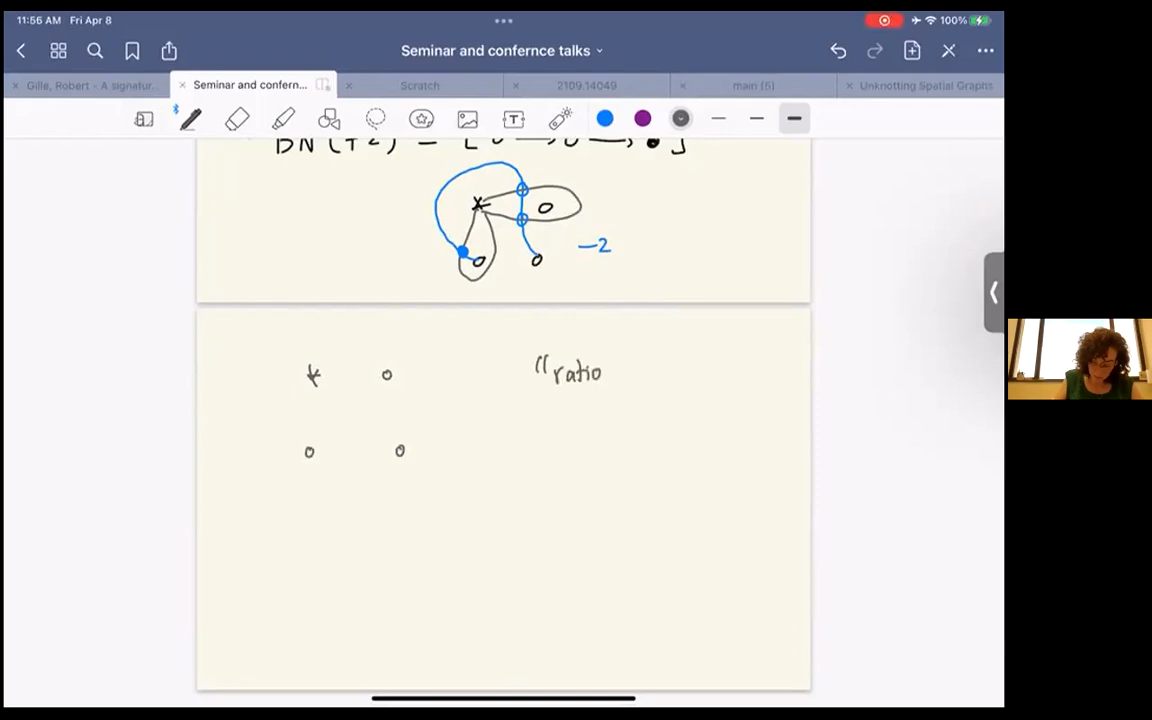 11:56 AM Fri Apr 8
100%
Seminar and confernce talks
Gille, Robert - A signatur...
Seminar and confern...
Scratch
2109.14049
main (5)
Unknotting Spatial Graphs
-2
"ratio